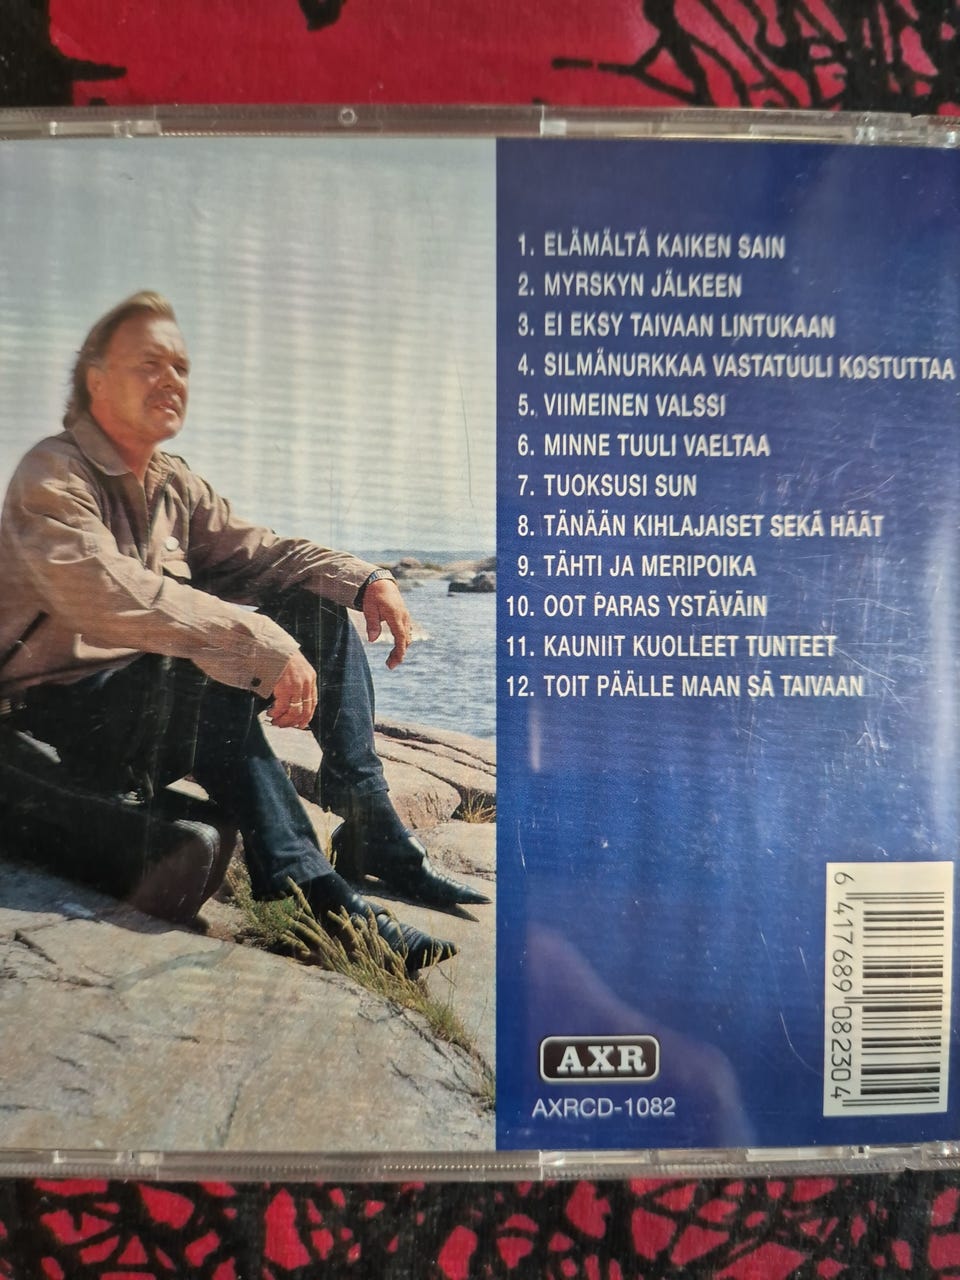 1. ELÄMÄLTÄ KAIKEN SAIN
2. MYRSKYN JÄLKEEN
3. EI EKSY TAIVAAN LINTUKAAN
4. SILMÄNURKKAA VASTATUULI KOSTUTTAA
5. VIIMEINEN VALSSI
6. MINNE TUULI VAELTAA
7. TUOKSUSI SUN
8. TÄNÄÄN KIHLAJAISET SEKÄ HÄÄT
9. TÄHTI JA MERIPOIKA
10. OOT PARAS YSTÄVÄIN
11. KAUNIIT KUOLLEET TUNTEET
12. TOIT PÄÄLLE MAAN SÄ TAIVAAN
6 417689 082304
AXR
AXRCD-1082